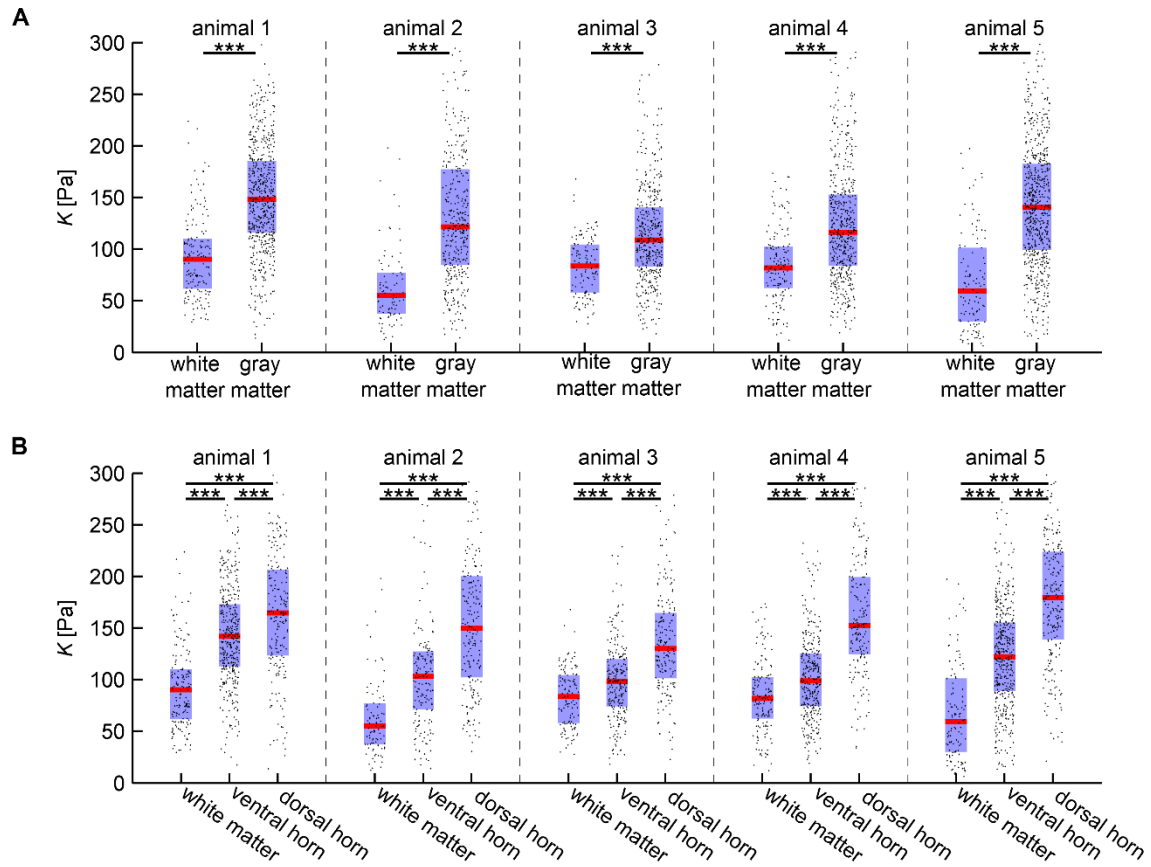 A
animal 1 animal 2 animal 3 animal 4 animal 5
*** *** *** *** ***
300
250
200
150
100
50
0
K [Pa]
white gray white gray white gray white gray white gray
matter matter matter matter matter matter matter matter matter matter
B
animal 1 animal 2 animal 3 animal 4 animal 5
*** *** *** *** ***
*** *** *** *** *** *** *** *** *** ***
300
250
200
150
100
50
0
K [Pa]
white matter ventral horn dorsal horn white matter ventral horn dorsal horn white matter ventral horn dorsal horn white matter ventral horn dorsal horn white matter ventral horn dorsal horn